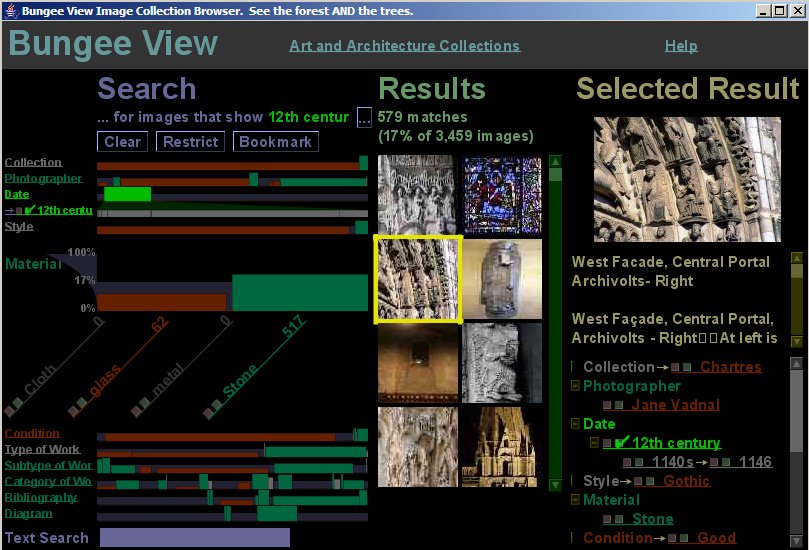 Bungee View Image Collection Browser. See the forest AND the trees.
Bungee View
Art and Architecture Collections
Help
Search
... for images that show 12th centur ...
Clear Restrict Bookmark
Collection
Photographer
Date
12th centu
Style
Material
100%
17%
0%
0 62 0 517
Cloth glass metal Stone
Condition
Type of Work
Subtype of Wor
Category of Wo
Bibliography
Diagram
Text Search
Results
579 matches
(17% of 3,459 images)
Selected Result
West Facade, Central Portal
Archivolts- Right
West Façade, Central Portal,
Archivolts - Right□□At left is
Collection→ Chartres
Photographer
Jane Vadnal
Date
12th century
1140s→ 1146
Style→ Gothic
Material
Stone
Condition→ Good